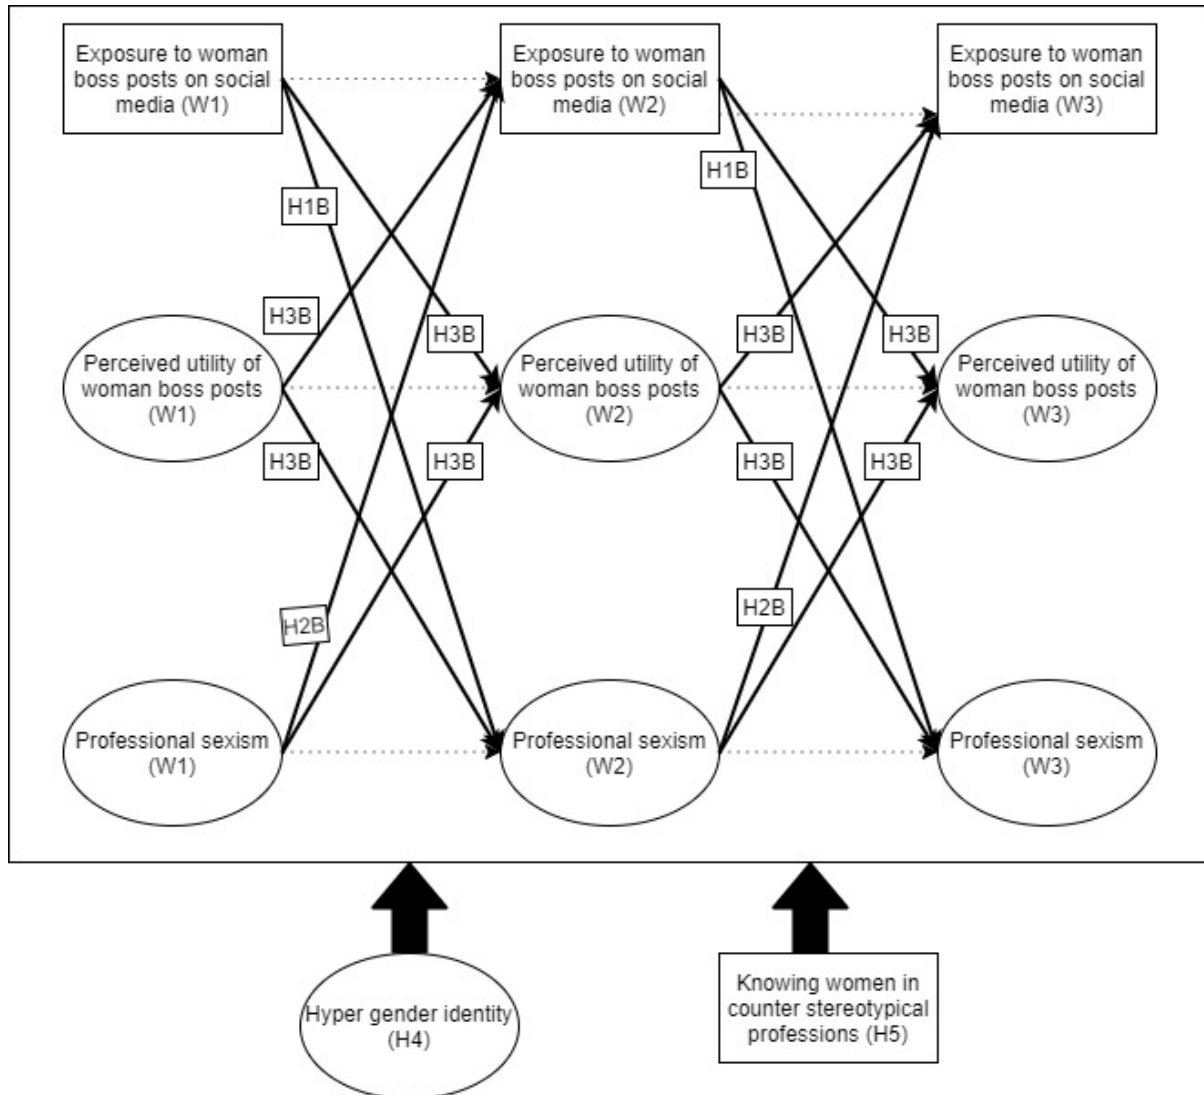 Exposure to woman
boss posts on social
media (W1)
Exposure to woman
boss posts on social
media (W2)
Exposure to woman
boss posts on social
media (W3)
H1B
H1B
H3B
H3B
H3B
H3B
Perceived utility of
woman boss posts
(W1)
Perceived utility of
woman boss posts
(W2)
Perceived utility of
woman boss posts
(W3)
H3B
H3B
H3B
H3B
H2B
H2B
Professional sexism
(W1)
Professional sexism
(W2)
Professional sexism
(W3)
Hyper gender identity
(H4)
Knowing women in
counter stereotypical
professions (H5)